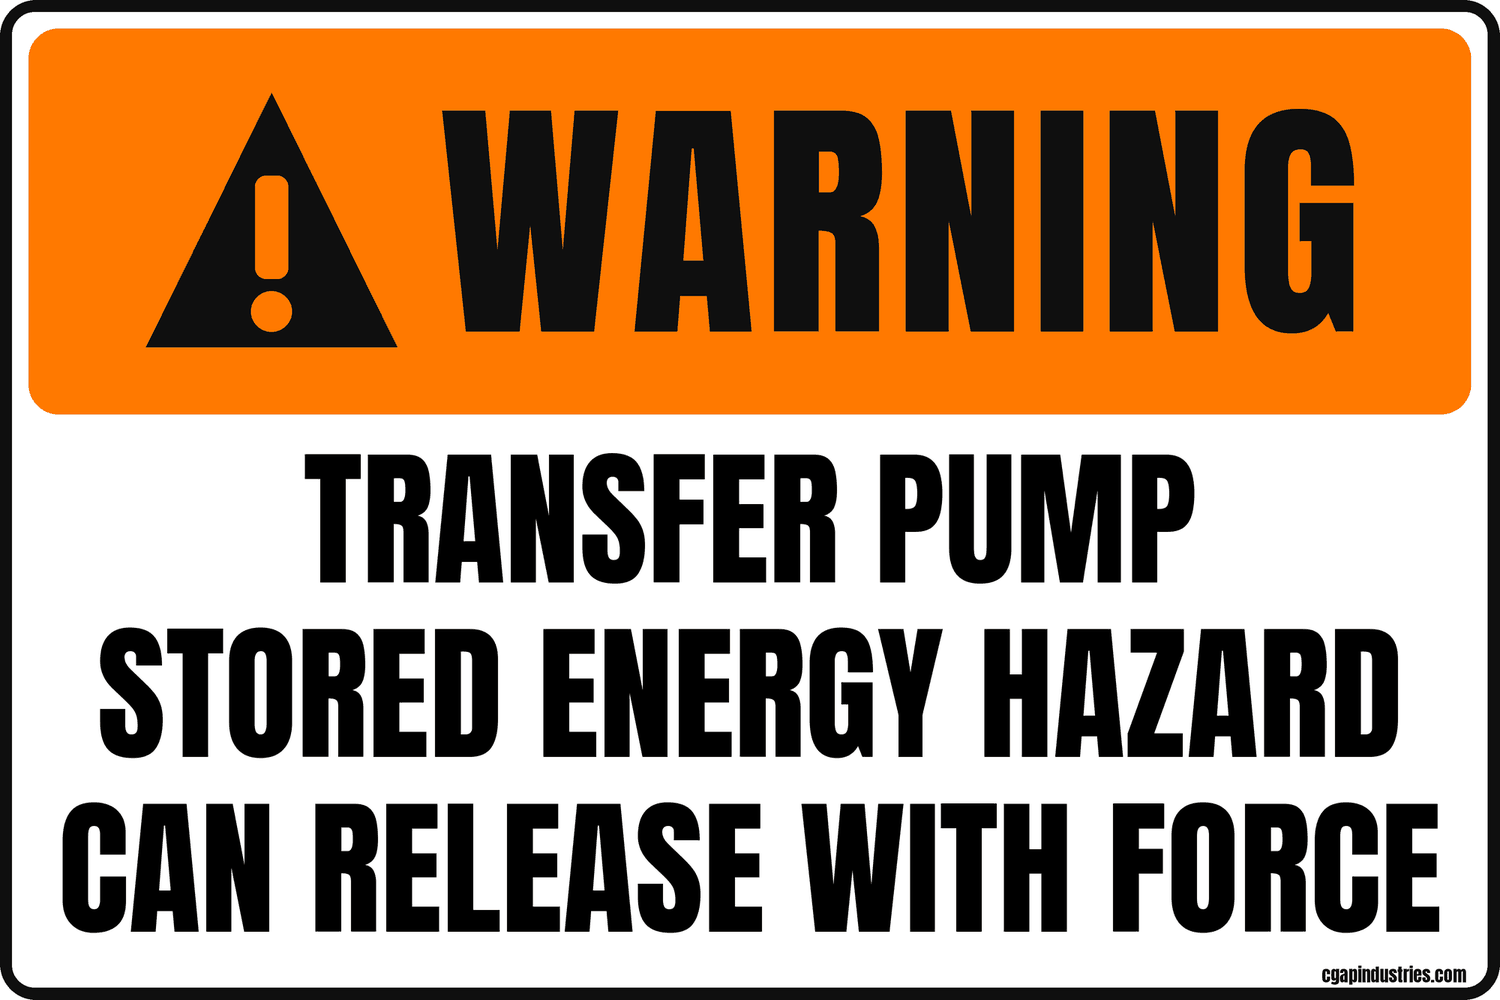 WARNING
TRANSFER PUMP
STORED ENERGY HAZARD
CAN RELEASE WITH FORCE
cgapindustries.com